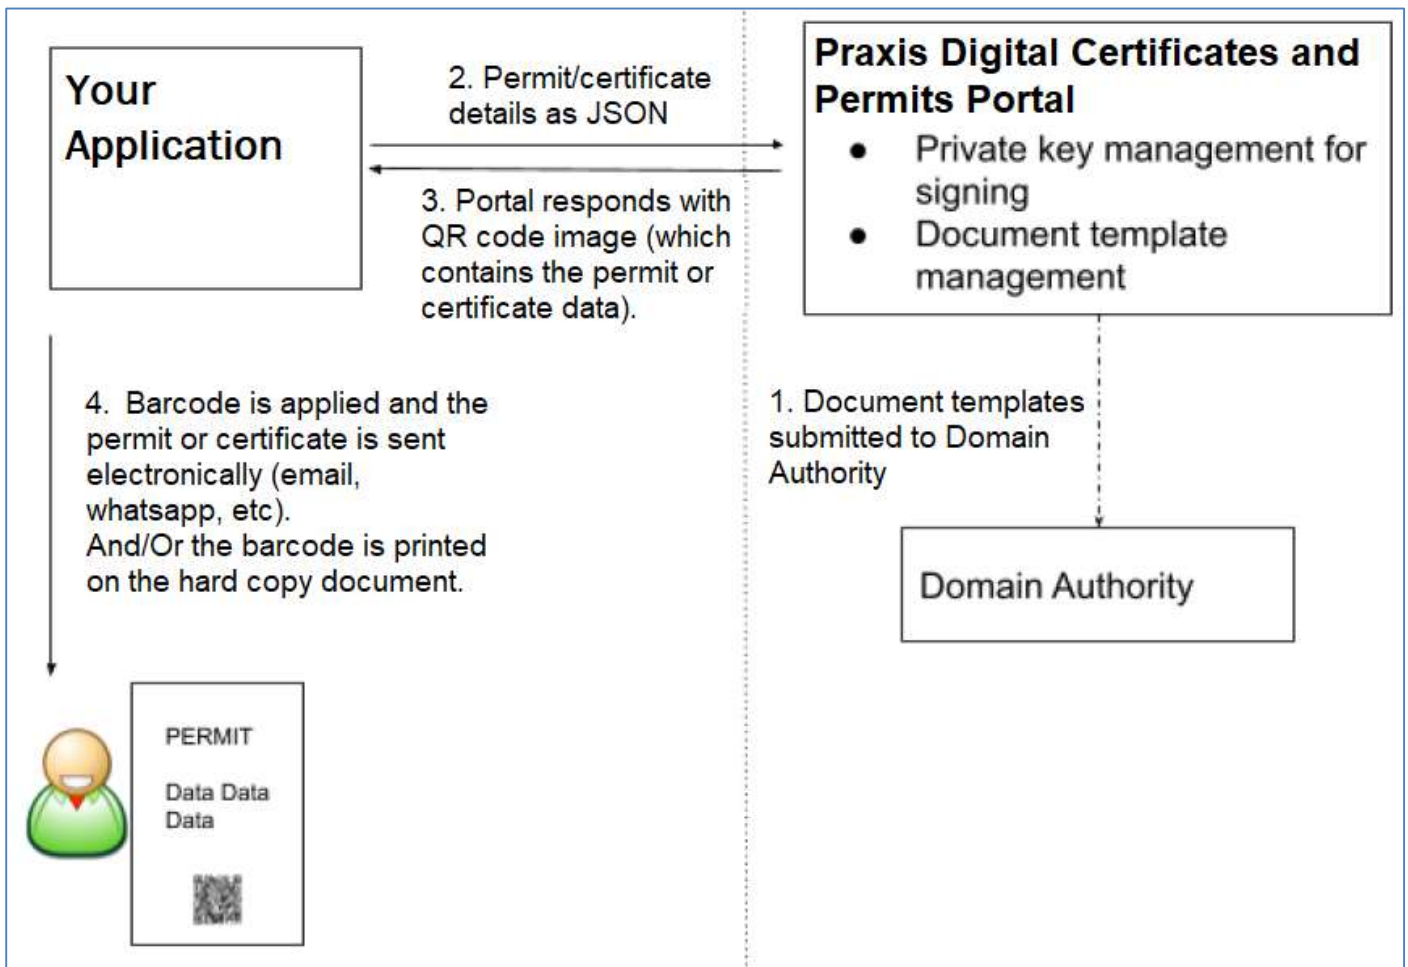 Your
Application
2. Permit/certificate
details as JSON
3. Portal responds with
QR code image (which
contains the permit or
certificate data).
Praxis Digital Certificates and
Permits Portal
● Private key management for
signing
● Document template
management
4. Barcode is applied and the
permit or certificate is sent
electronically (email,
whatsapp, etc).
And/Or the barcode is printed
on the hard copy document.
1. Document templates
submitted to Domain
Authority
Domain Authority
PERMIT
Data Data
Data